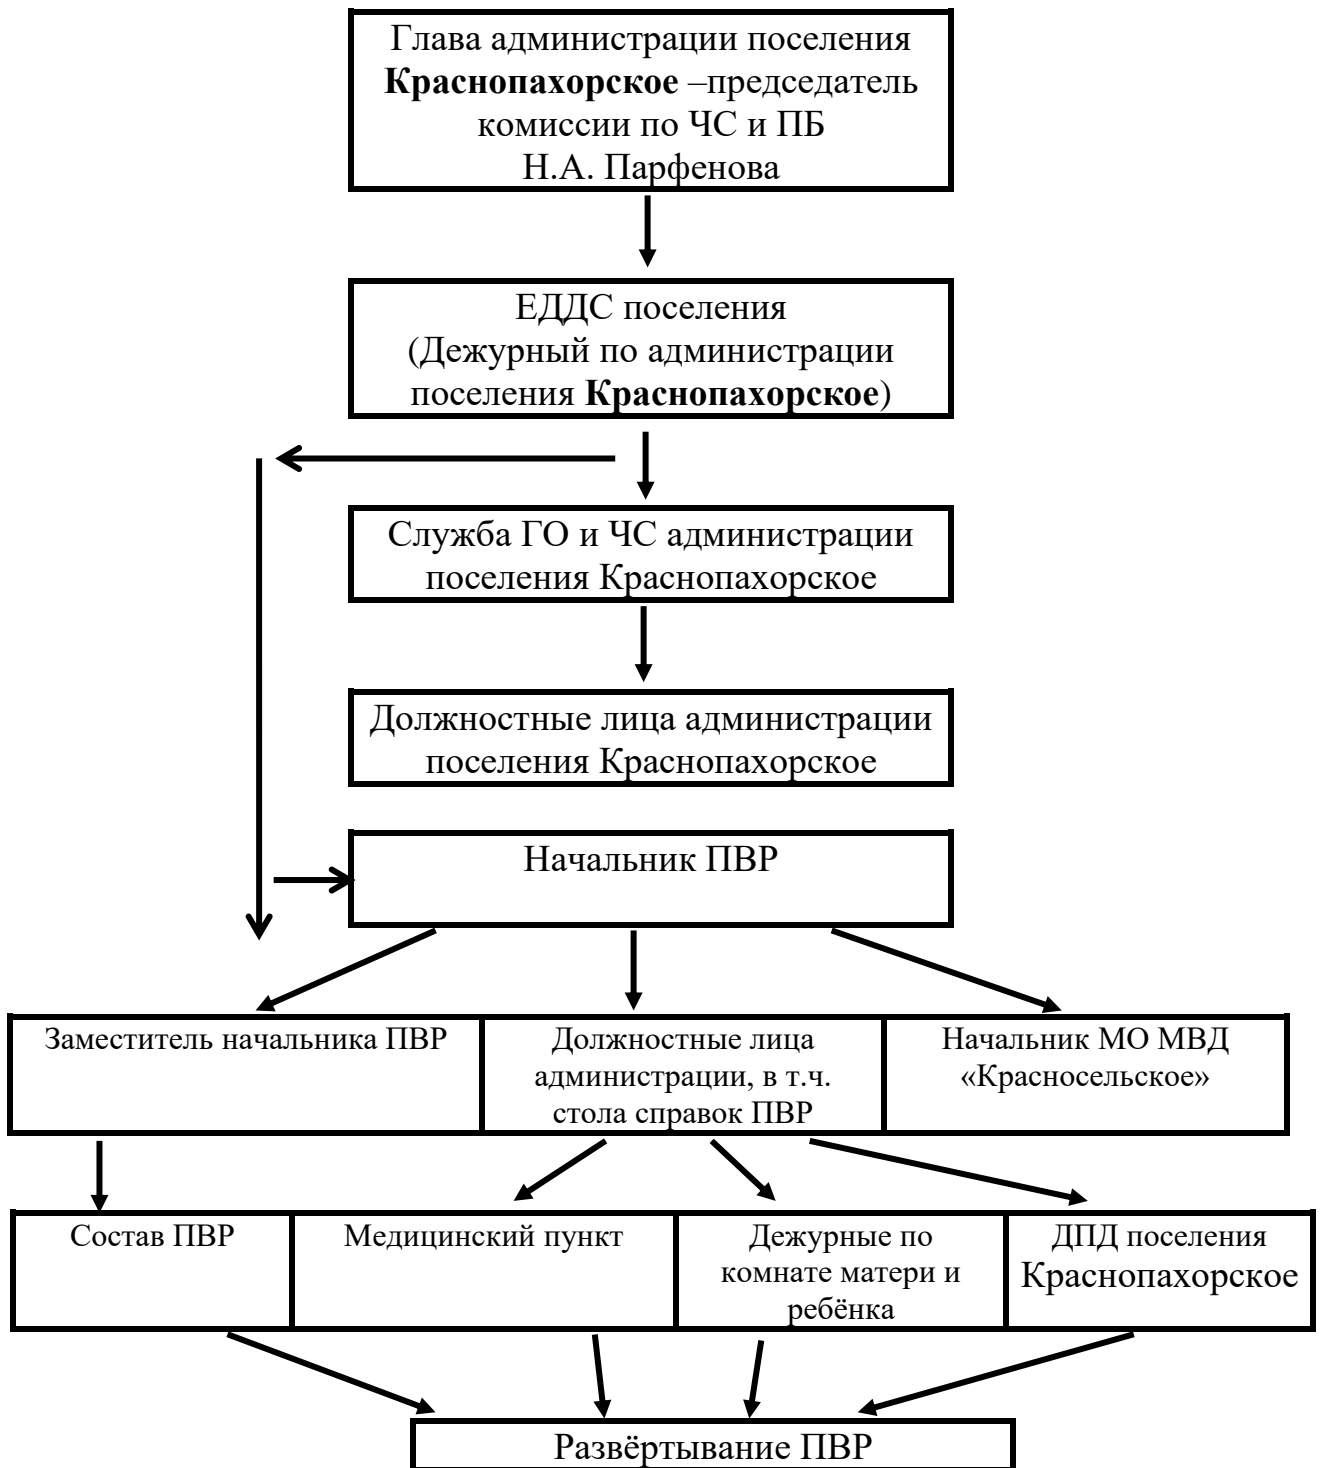 Глава администрации поселения
Краснопахорское –председатель
комиссии по ЧС и ПБ
Н.А. Парфенова
ЕДДС поселения
(Дежурный по администрации
поселения Краснопахорское)
Служба ГО и ЧС администрации
поселения Краснопахорское
Должностные лица администрации
поселения Краснопахорское
Начальник ПВР
Заместитель начальника ПВР
Должностные лица
администрации, в т.ч.
стола справок ПВР
Начальник МО МВД
«Красносельское»
Состав ПВР
Медицинский пункт
Дежурные по
комнате матери и
ребёнка
ДПД поселения
Краснопахорское
Развёртывание ПВР